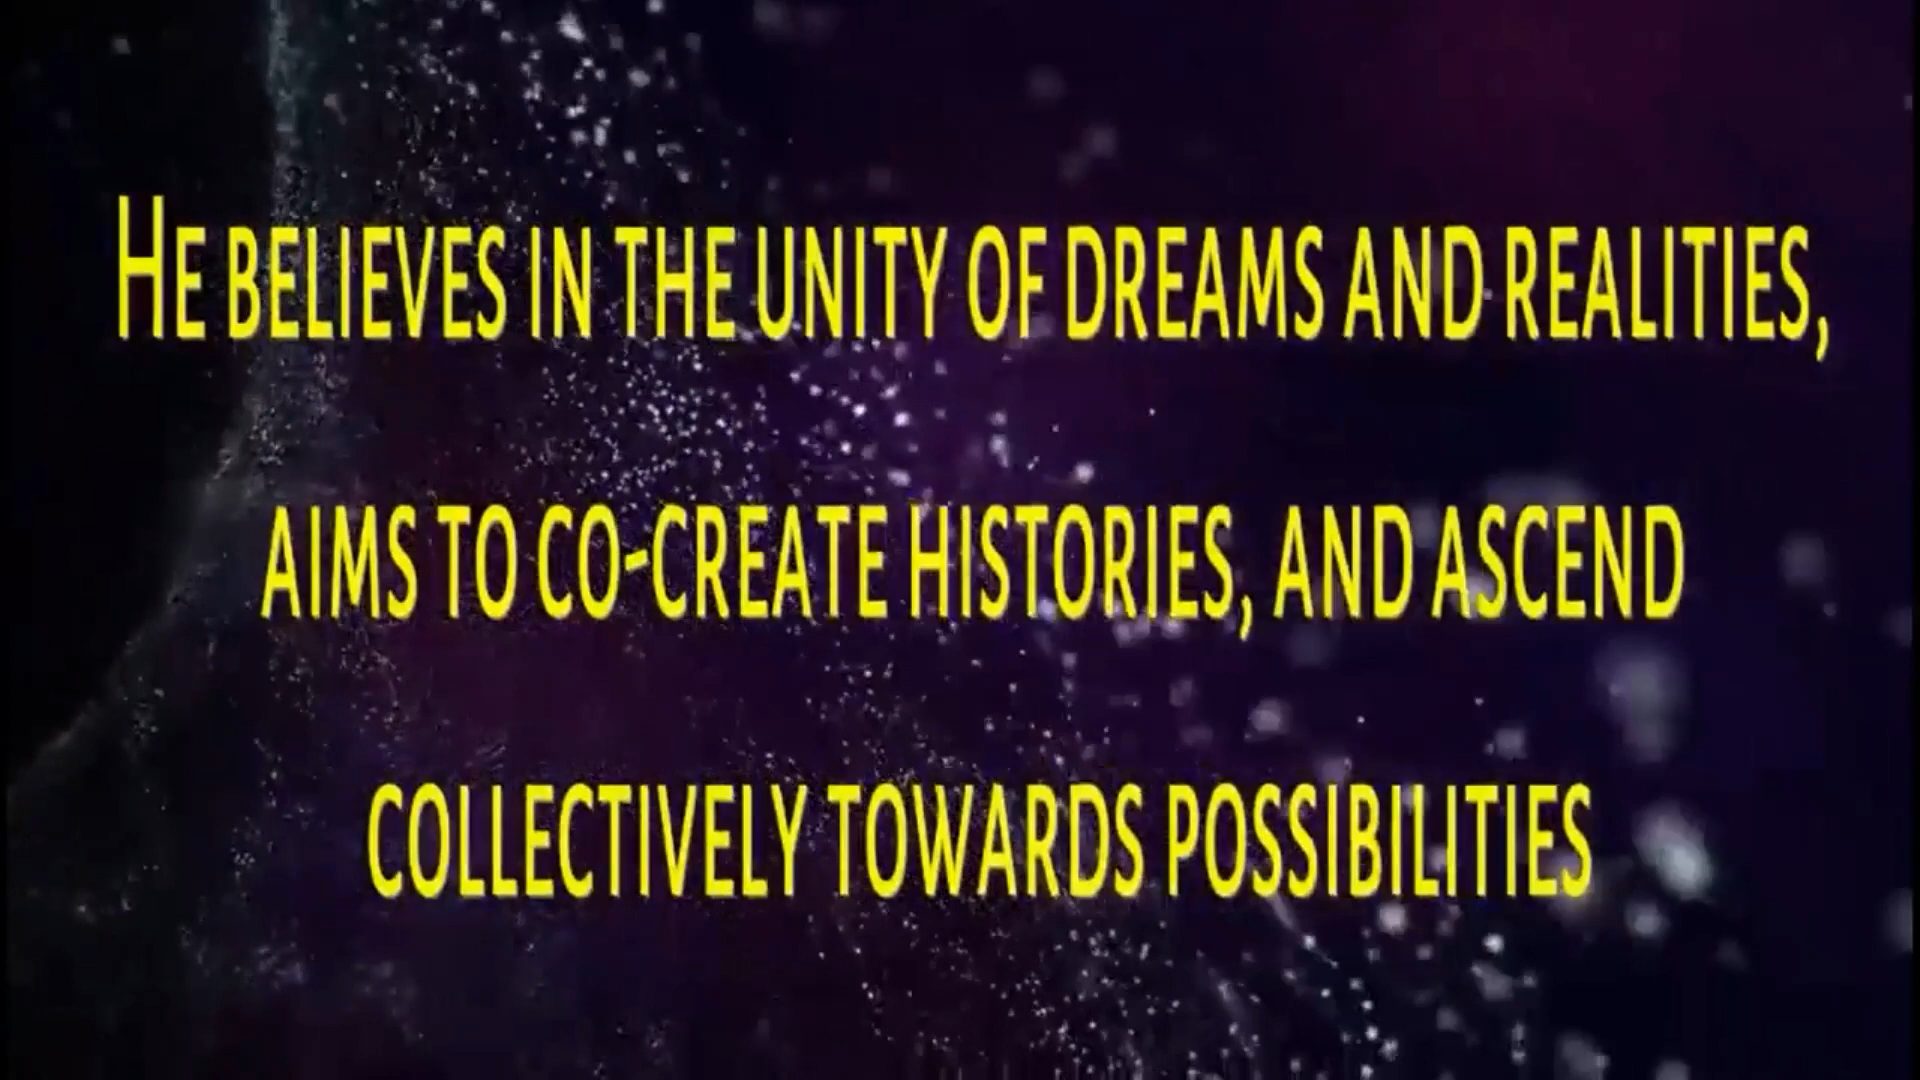 He believes in the unity of dreams and realities,
aims to co-create histories, and ascend
collectively towards possibilities